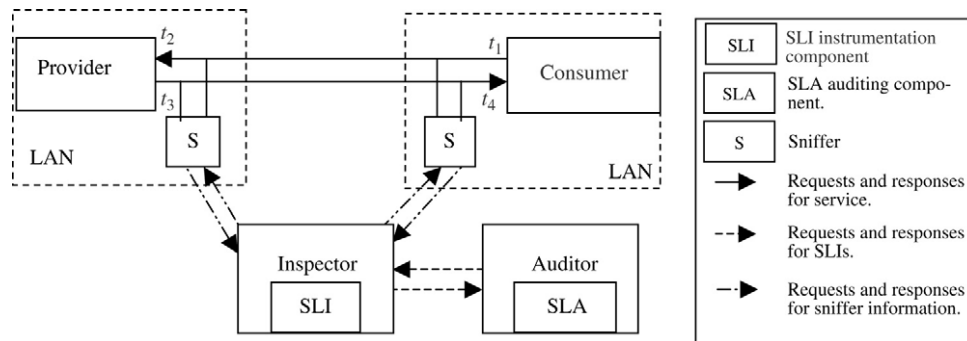 t2
t1
Provider
Consumer
t3
t4
S
S
LAN
LAN
Inspector
Auditor
SLI
SLA
SLI
SLI instrumentation
component
SLA
SLA auditing compo-
nent.
S
Sniffer
Requests and responses
for service.
Requests and responses
for SLIs.
Requests and responses
for sniffer information.